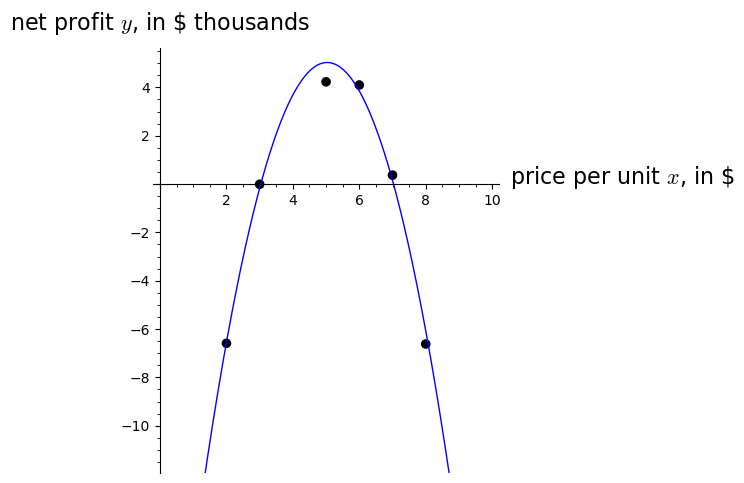 net profit y, in $ thousands
4
2
price per unit x, in $
2 4 6 8 10
−2
−4
−6
−8
−10